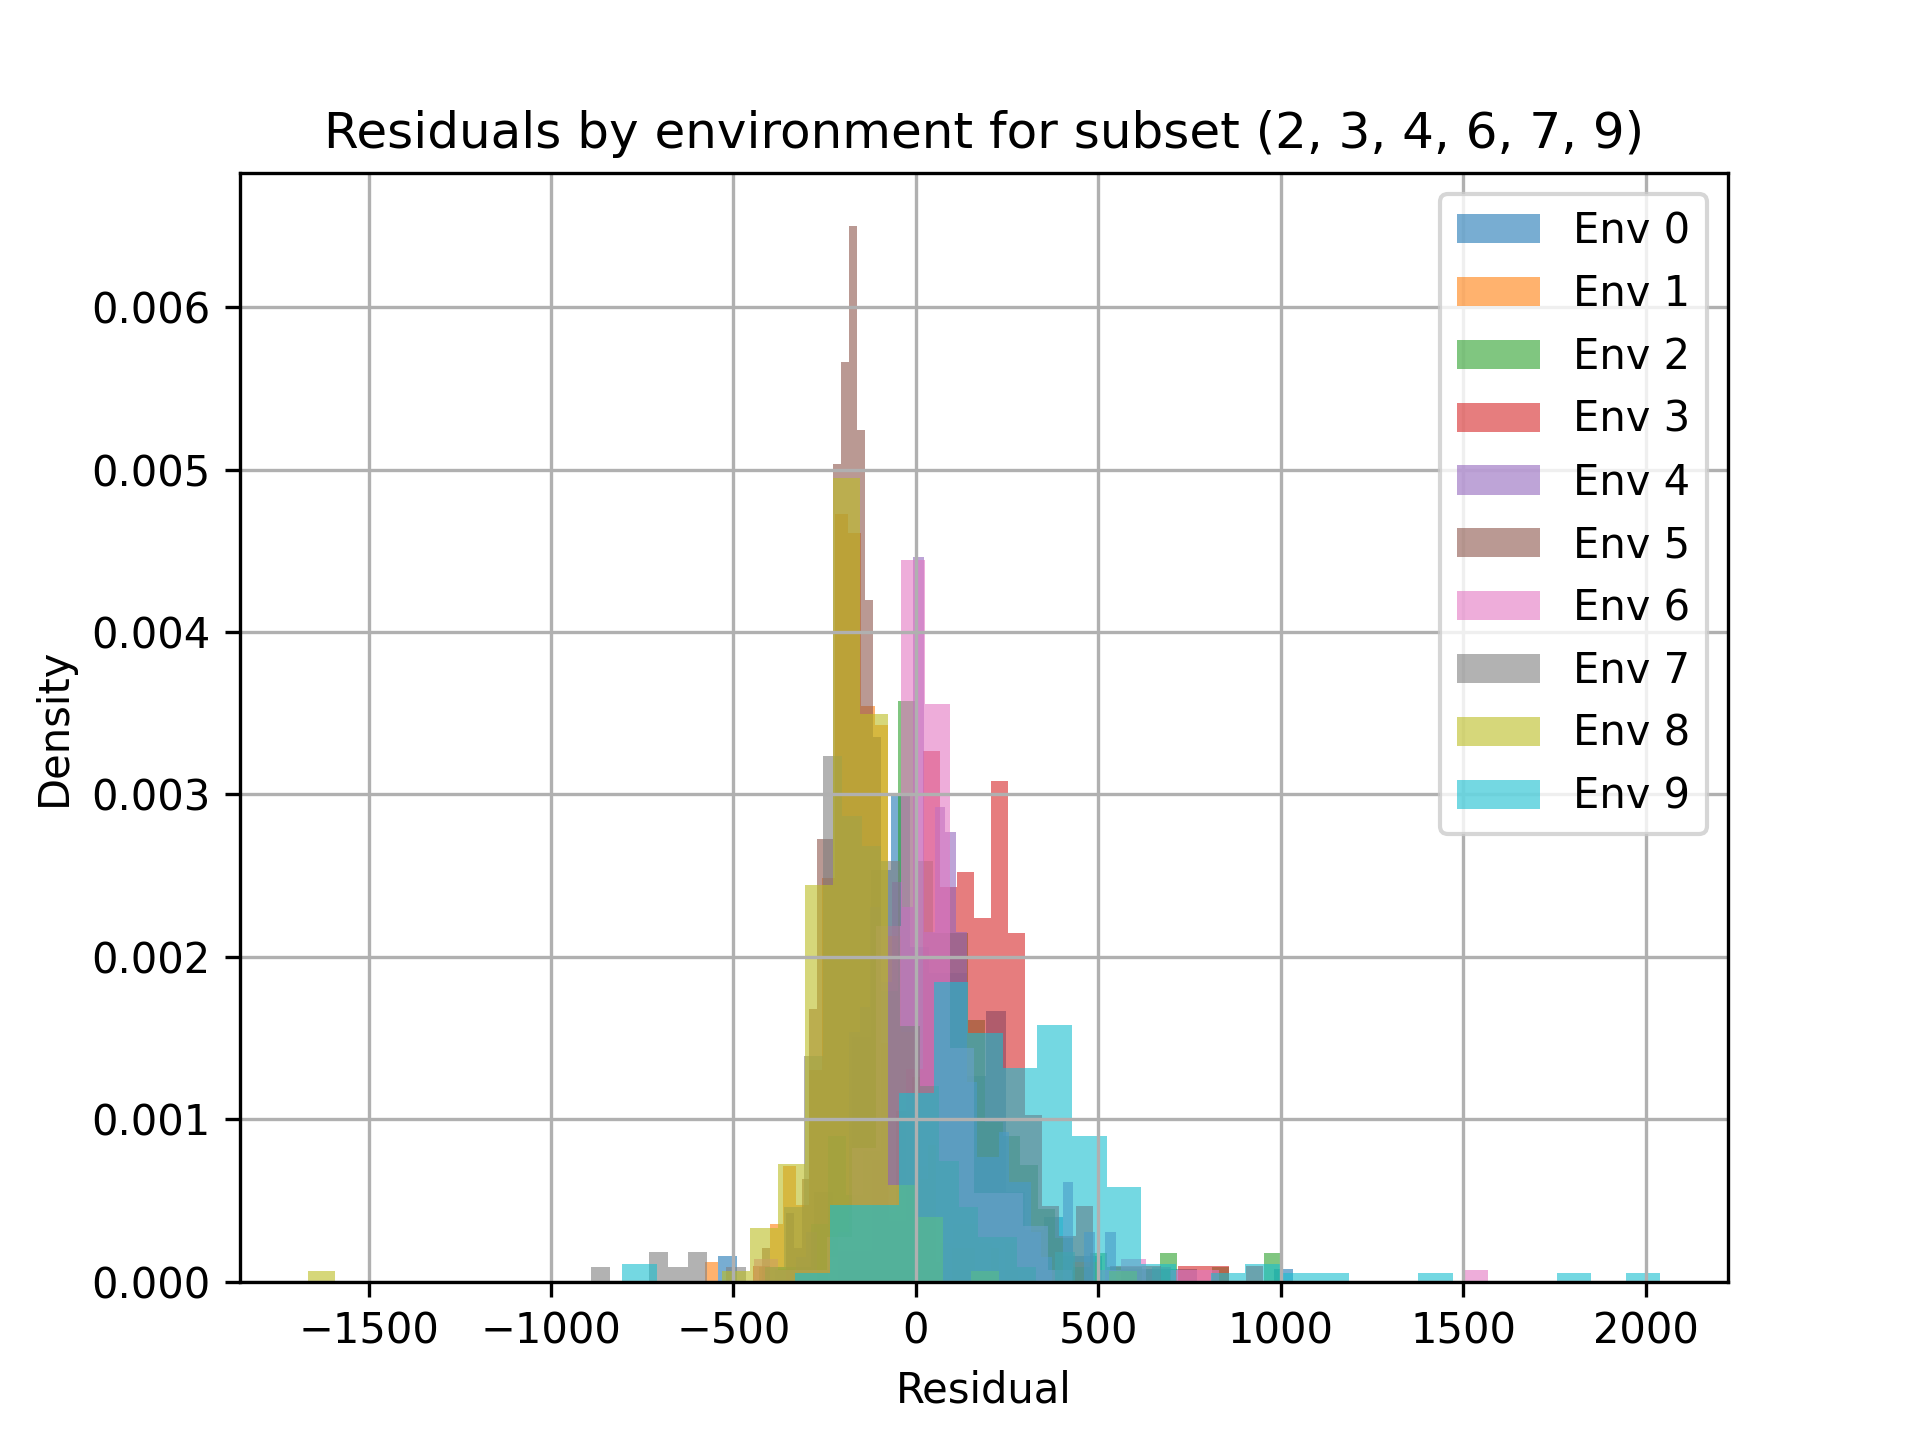 Residuals by environment for subset (2, 3, 4, 6, 7, 9)
Env 0
Env 1
Env 2
Env 3
Env 4
Env 5
Env 6
Env 7
Env 8
Env 9
Density
0.006
0.005
0.004
0.003
0.002
0.001
0.000
−1500 −1000 −500 0 500 1000 1500 2000
Residual